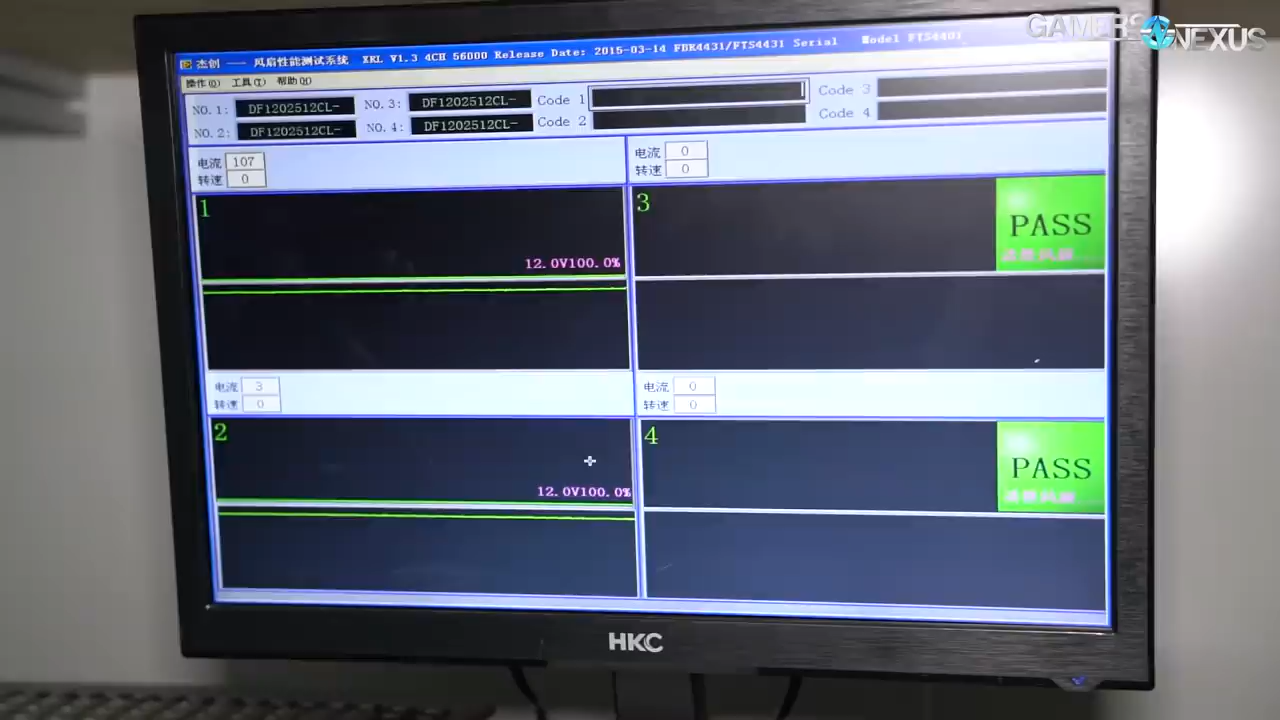 GAMERS NEXUS
杰创 —— 风扇性能测试系统 XKL V1.3 4CH 56000 Release Date: 2015-03-14 FBK4431/FTS4431 Serial Model FTS4401
操作(O) 工具(T) 帮助(H)
NO.1: DF1202512CL- NO.3: DF1202512CL- Code 1 Code 3
NO.2: DF1202512CL- NO.4: DF1202512CL- Code 2 Code 4
电流 107 电流 0
转速 0 转速 0
1 3
PASS
12.0V100.0%
电流 3 电流 0
转速 0 转速 0
2 4
PASS
12.0V100.0%
HKC